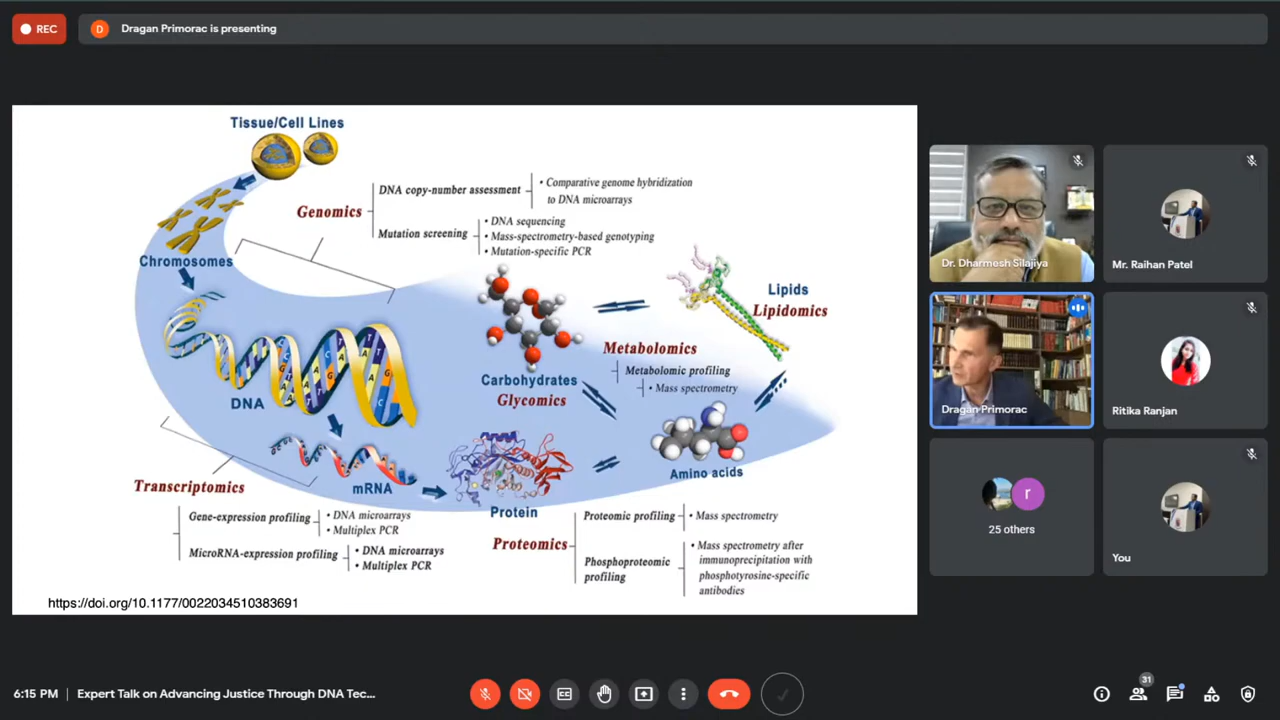 REC
D
Dragan Primorac is presenting
Tissue/Cell Lines
Genomics
DNA copy-number assessment
• Comparative genome hybridization
to DNA microarrays
Mutation screening
• DNA sequencing
• Mass-spectrometry-based genotyping
• Mutation-specific PCR
Chromosomes
Lipids
Lipidomics
Metabolomics
Metabolomic profiling
• Mass spectrometry
Carbohydrates
Glycomics
DNA
Amino acids
mRNA
Protein
Transcriptomics
Gene-expression profiling
• DNA microarrays
• Multiplex PCR
MicroRNA-expression profiling
• DNA microarrays
• Multiplex PCR
Proteomics
Proteomic profiling
• Mass spectrometry
Phosphoproteomic
profiling
• Mass spectrometry after
immunoprecipitation with
phosphotyrosine-specific
antibodies
https://doi.org/10.1177/0022034510383691
Dr. Dharmesh Silajiya
Mr. Raihan Patel
Dragan Primorac
Ritika Ranjan
r
25 others
You
6:15 PM | Expert Talk on Advancing Justice Through DNA Tec...
CC
31